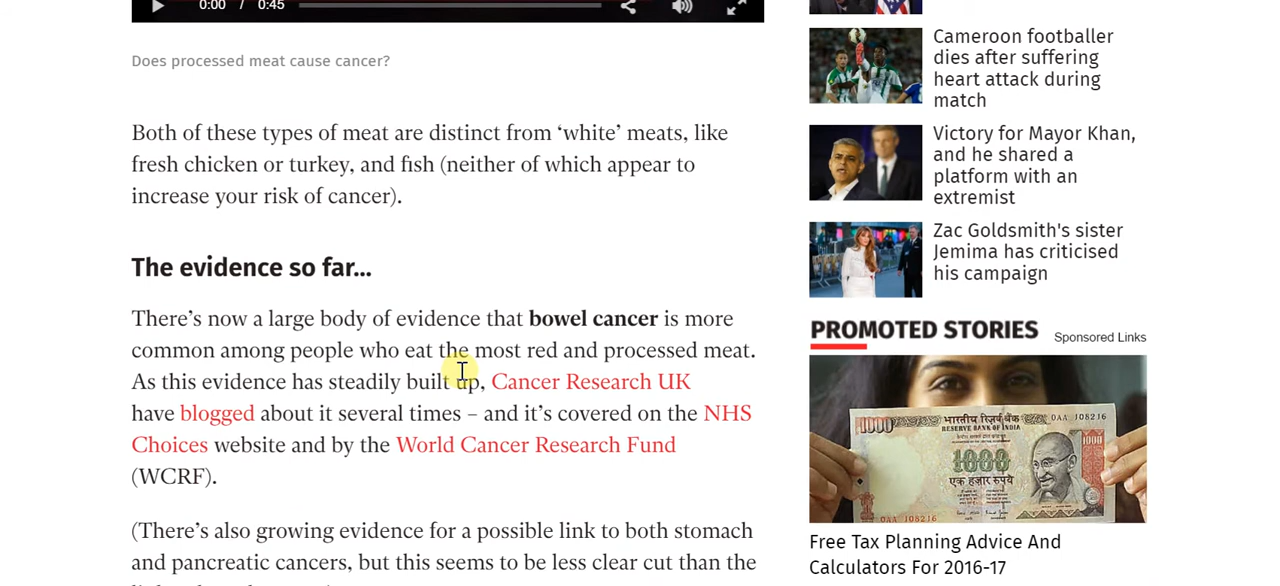 0:00 / 0:45
Does processed meat cause cancer?
Both of these types of meat are distinct from ‘white’ meats, like
fresh chicken or turkey, and fish (neither of which appear to
increase your risk of cancer).
The evidence so far...
There’s now a large body of evidence that bowel cancer is more
common among people who eat the most red and processed meat.
As this evidence has steadily built up, Cancer Research UK
have blogged about it several times – and it’s covered on the NHS
Choices website and by the World Cancer Research Fund
(WCRF).
(There’s also growing evidence for a possible link to both stomach
and pancreatic cancers, but this seems to be less clear cut than the
Cameroon footballer
dies after suffering
heart attack during
match
Victory for Mayor Khan,
and he shared a
platform with an
extremist
Zac Goldsmith's sister
Jemima has criticised
his campaign
PROMOTED STORIES
Sponsored Links
भारतीय रिज़र्व बैंक
RESERVE BANK OF INDIA
0AA 108216
1000
1000
1000
एक हज़ार रुपये
0AA 108216
Free Tax Planning Advice And
Calculators For 2016-17